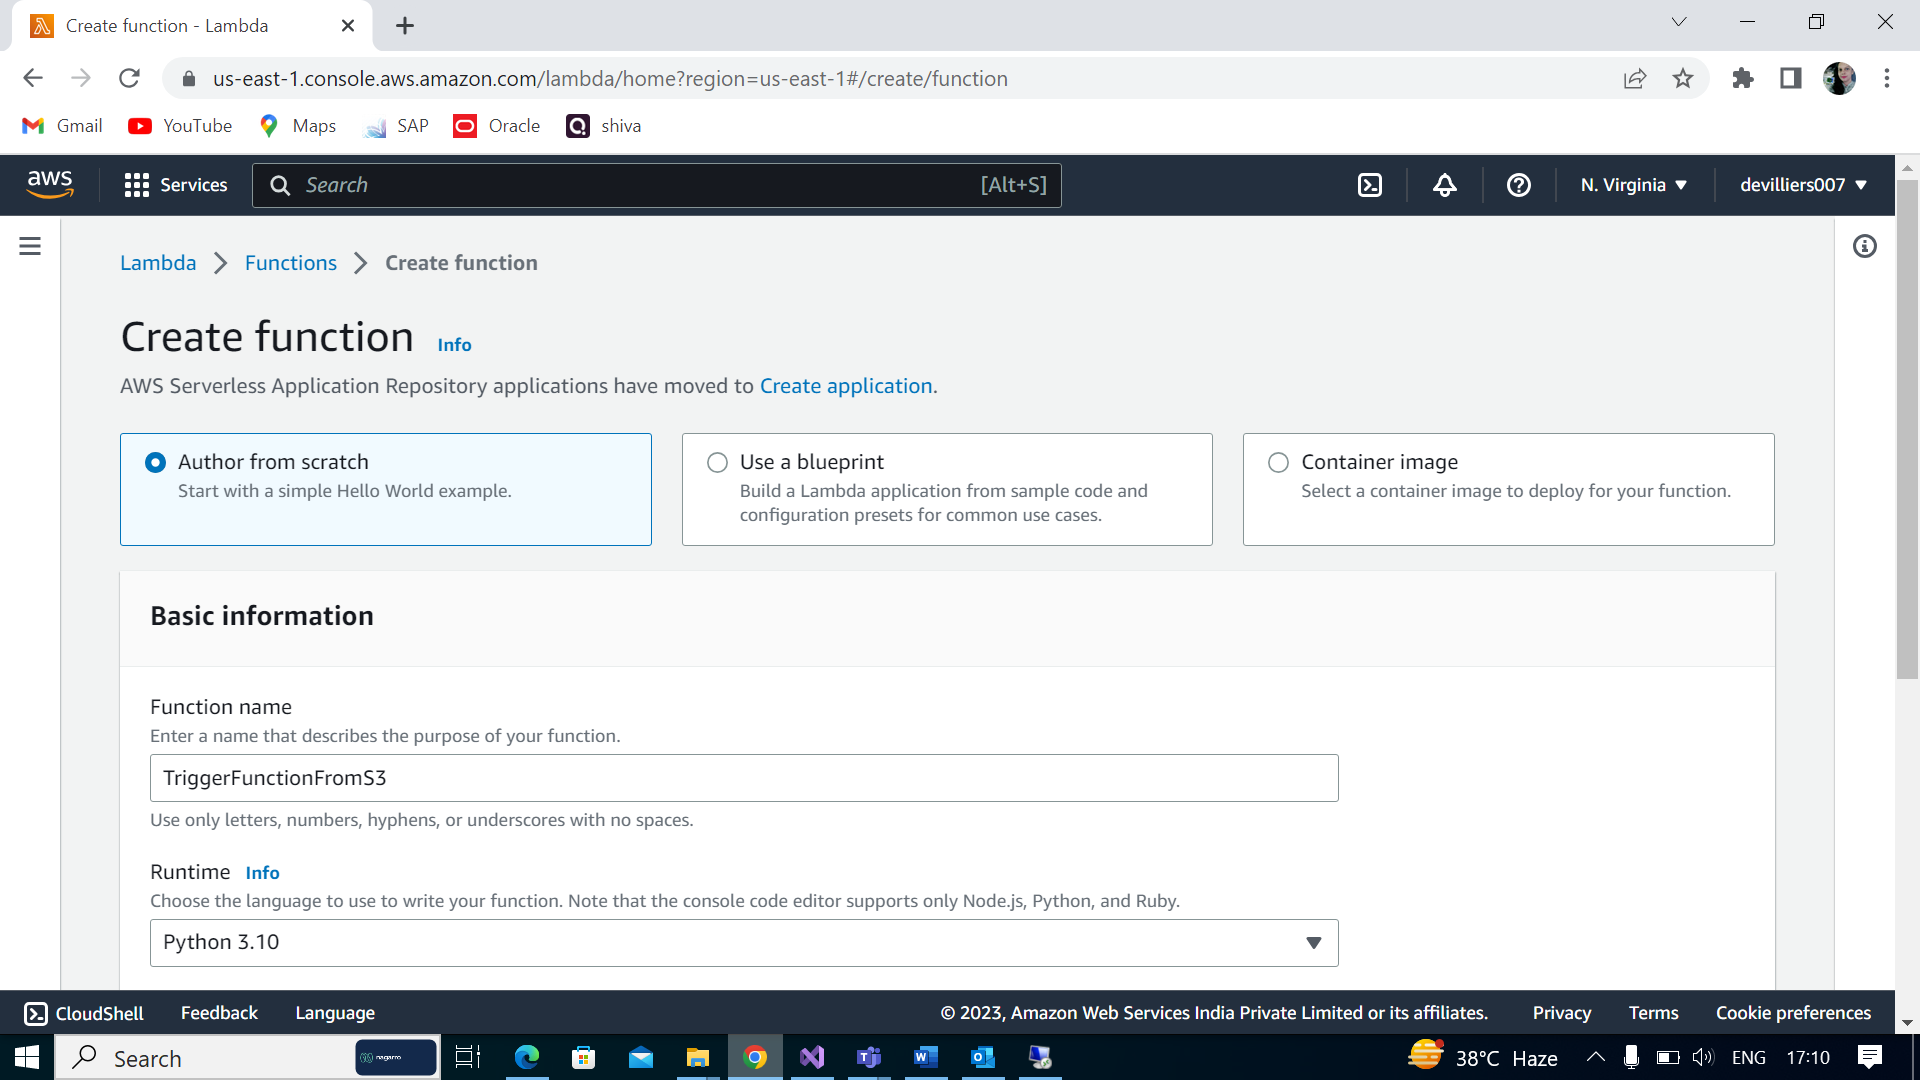 Create function - Lambda
us-east-1.console.aws.amazon.com/lambda/home?region=us-east-1#/create/function
Gmail YouTube Maps SAP Oracle shiva
aws Services Search [Alt+S] N. Virginia devilliers007
Lambda Functions Create function
Create function Info
AWS Serverless Application Repository applications have moved to Create application.
Author from scratch
Start with a simple Hello World example.
Use a blueprint
Build a Lambda application from sample code and
configuration presets for common use cases.
Container image
Select a container image to deploy for your function.
Basic information
Function name
Enter a name that describes the purpose of your function.
TriggerFunctionFromS3
Use only letters, numbers, hyphens, or underscores with no spaces.
Runtime Info
Choose the language to use to write your function. Note that the console code editor supports only Node.js, Python, and Ruby.
Python 3.10
CloudShell Feedback Language © 2023, Amazon Web Services India Private Limited or its affiliates. Privacy Terms Cookie preferences
Search nagarro 38°C Haze ENG 17:10